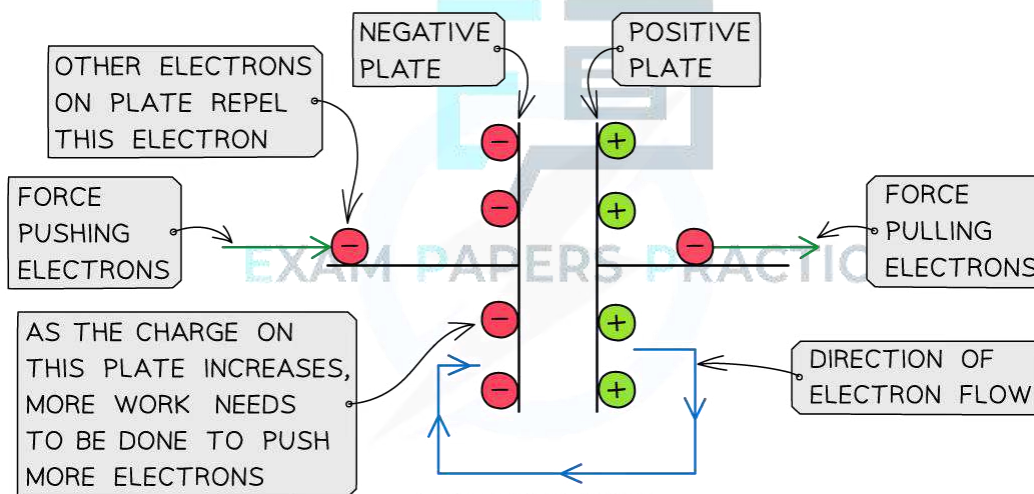 NEGATIVE
PLATE
POSITIVE
PLATE
OTHER ELECTRONS
ON PLATE REPEL
THIS ELECTRON
FORCE
PUSHING
ELECTRONS
FORCE
PULLING
ELECTRONS
EXAM PAPERS PRACTIC
AS THE CHARGE ON
THIS PLATE INCREASES,
MORE WORK NEEDS
TO BE DONE TO PUSH
MORE ELECTRONS
DIRECTION OF
ELECTRON FLOW
− + − + − − − + − +